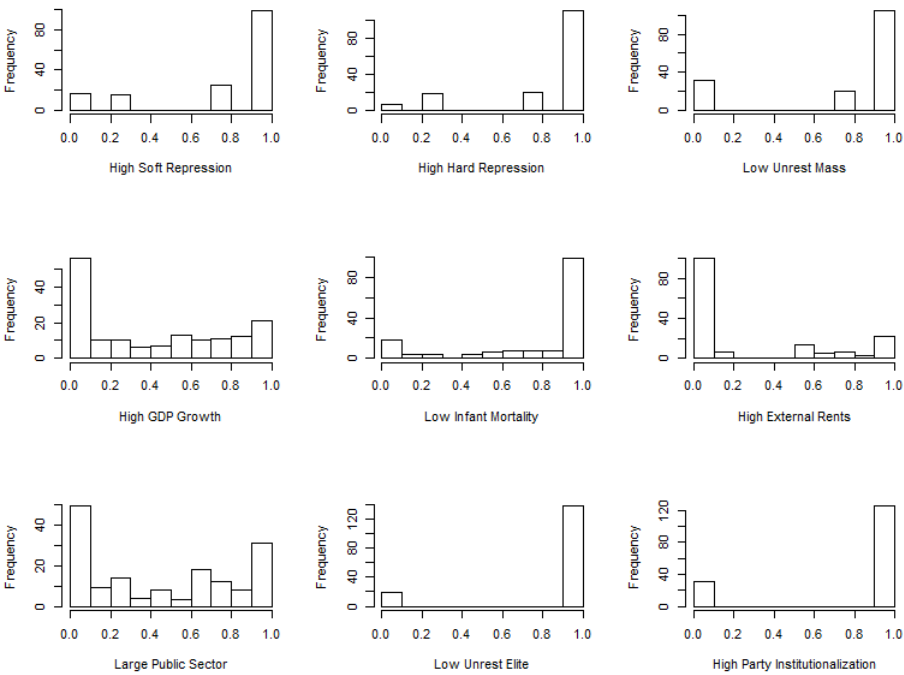 Frequency
0 40 80
0.0 0.2 0.4 0.6 0.8 1.0
High Soft Repression
Frequency
0 40 80
0.0 0.2 0.4 0.6 0.8 1.0
High Hard Repression
Frequency
0 40 80
0.0 0.2 0.4 0.6 0.8 1.0
Low Unrest Mass
Frequency
0 20 40
0.0 0.2 0.4 0.6 0.8 1.0
High GDP Growth
Frequency
0 40 80
0.0 0.2 0.4 0.6 0.8 1.0
Low Infant Mortality
Frequency
0 40 80
0.0 0.2 0.4 0.6 0.8 1.0
High External Rents
Frequency
0 20 40
0.0 0.2 0.4 0.6 0.8 1.0
Large Public Sector
Frequency
0 40 80 120
0.0 0.2 0.4 0.6 0.8 1.0
Low Unrest Elite
Frequency
0 40 80 120
0.0 0.2 0.4 0.6 0.8 1.0
High Party Institutionalization